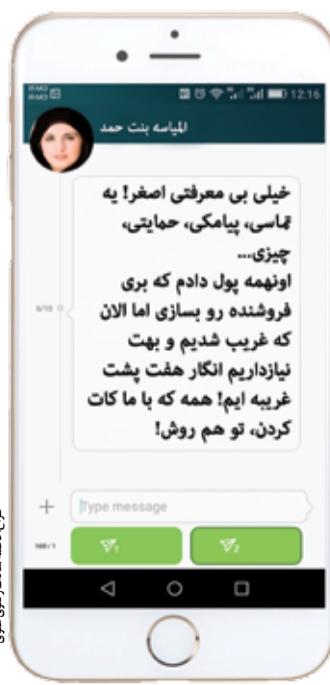 12:16
المیاسه بنت حمد
خیلی بی معرفتی اصغر! یه
تماسی، پیامکی، حمایتی،
چیزی...
اونهمه پول دادم که بری
فروشنده رو بسازی اما الان
که غریب شدیم و بهت
نیازداریم انگار هفت پشت
غریبه ایم! همه که با ما کات
کردن، تو هم روش!
Type message
1
2